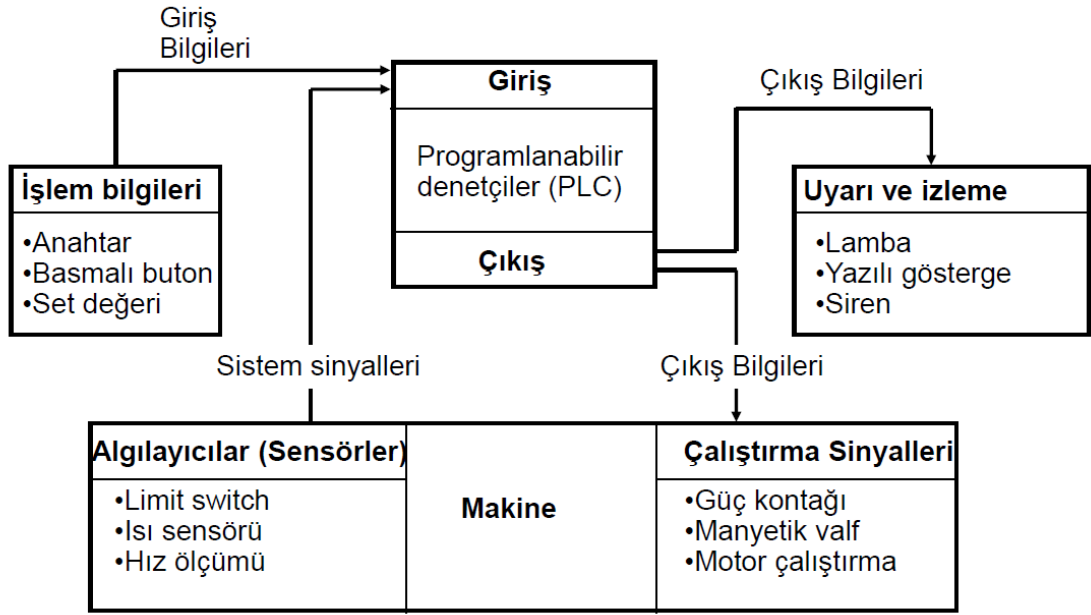 Giriş
Bilgileri
Giriş
Programlanabilir
denetçiler (PLC)
Çıkış
Çıkış Bilgileri
İşlem bilgileri
•Anahtar
•Basmalı buton
•Set değeri
Uyarı ve izleme
•Lamba
•Yazılı gösterge
•Siren
Sistem sinyalleri
Çıkış Bilgileri
Algılayıcılar (Sensörler)
•Limit switch
•Isı sensörü
•Hız ölçümü
Makine
Çalıştırma Sinyalleri
•Güç kontağı
•Manyetik valf
•Motor çalıştırma